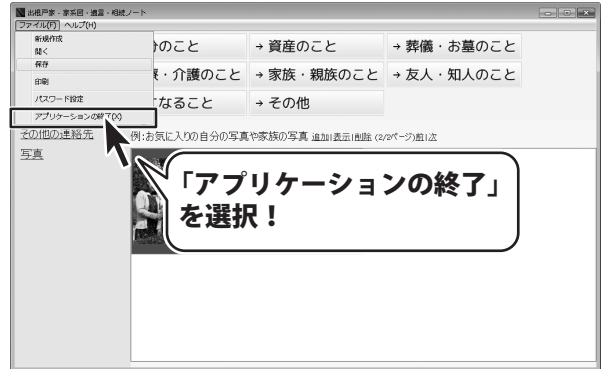 出根戸家・家系図・遺言・相続ノート
ファイル(F) ヘルプ(H)
新規作成
開く
保存
印刷
パスワード設定
アプリケーションの終了(X)
のこと → 資産のこと → 葬儀・お墓のこと
・介護のこと → 家族・親族のこと → 友人・知人のこと
なること → その他
その他の連絡先
写真
例:お気に入りの自分の写真や家族の写真 追加|表示|削除 (2/2ページ)前|次
「アプリケーションの終了」
を選択！